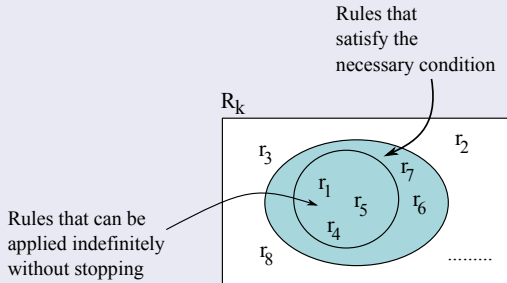 Rules that
satisfy the
necessary condition
R_k
r_3
r_2
r_7
r_1
r_5
r_6
r_4
Rules that can be
applied indefinitely
without stopping
r_8
.........